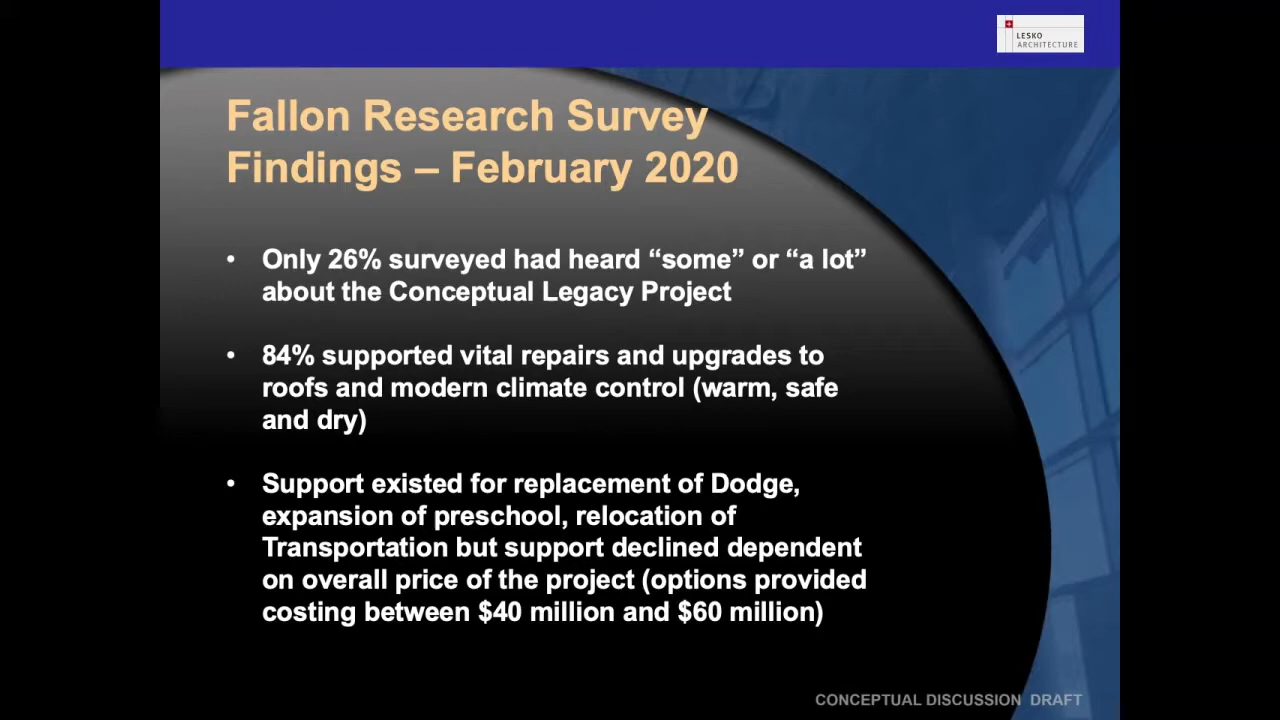 LESKO
ARCHITECTURE
Fallon Research Survey
Findings – February 2020
• Only 26% surveyed had heard “some” or “a lot”
about the Conceptual Legacy Project
• 84% supported vital repairs and upgrades to
roofs and modern climate control (warm, safe
and dry)
• Support existed for replacement of Dodge,
expansion of preschool, relocation of
Transportation but support declined dependent
on overall price of the project (options provided
costing between $40 million and $60 million)
CONCEPTUAL DISCUSSION DRAFT